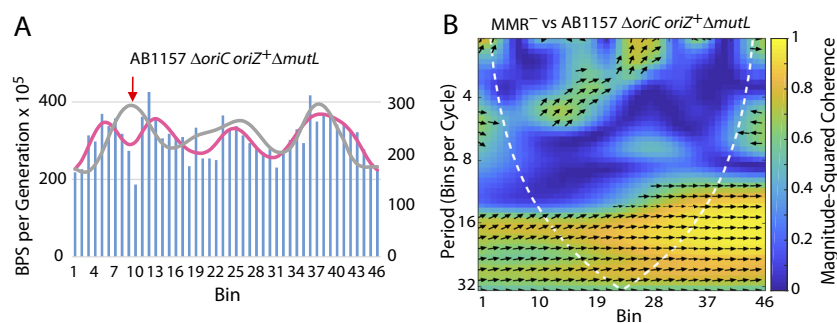 A
AB1157 ΔoriC oriZ⁺ΔmutL
BPS per Generation x 10⁵
400
200
0
300
200
100
0
1 4 7 10 13 16 19 22 25 28 31 34 37 40 43 46
Bin
B
MMR⁻ vs AB1157 ΔoriC oriZ⁺ΔmutL
Period (Bins per Cycle)
4
8
16
32
1 10 19 28 37 46
Bin
1
0.8
0.6
0.4
0.2
0
Magnitude-Squared Coherence